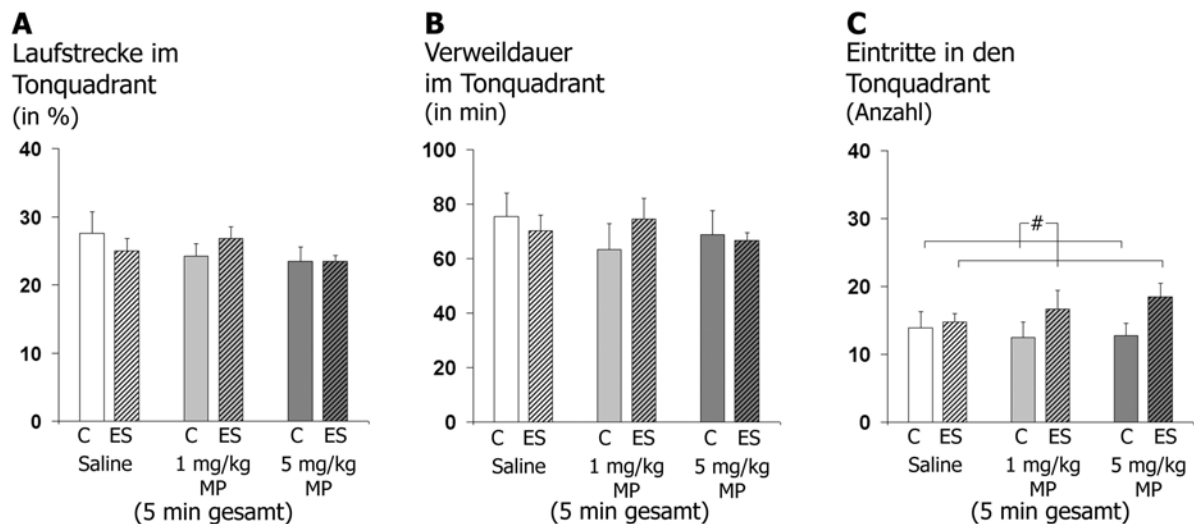 A
Laufstrecke im
Tonquadrant
(in %)
40
30
20
10
0
C ES C ES C ES
Saline 1 mg/kg 5 mg/kg
MP MP
(5 min gesamt)
B
Verweildauer
im Tonquadrant
(in min)
100
80
60
40
20
0
C ES C ES C ES
Saline 1 mg/kg 5 mg/kg
MP MP
(5 min gesamt)
C
Eintritte in den
Tonquadrant
(Anzahl)
40
30
20
10
0
#
C ES C ES C ES
Saline 1 mg/kg 5 mg/kg
MP MP
(5 min gesamt)